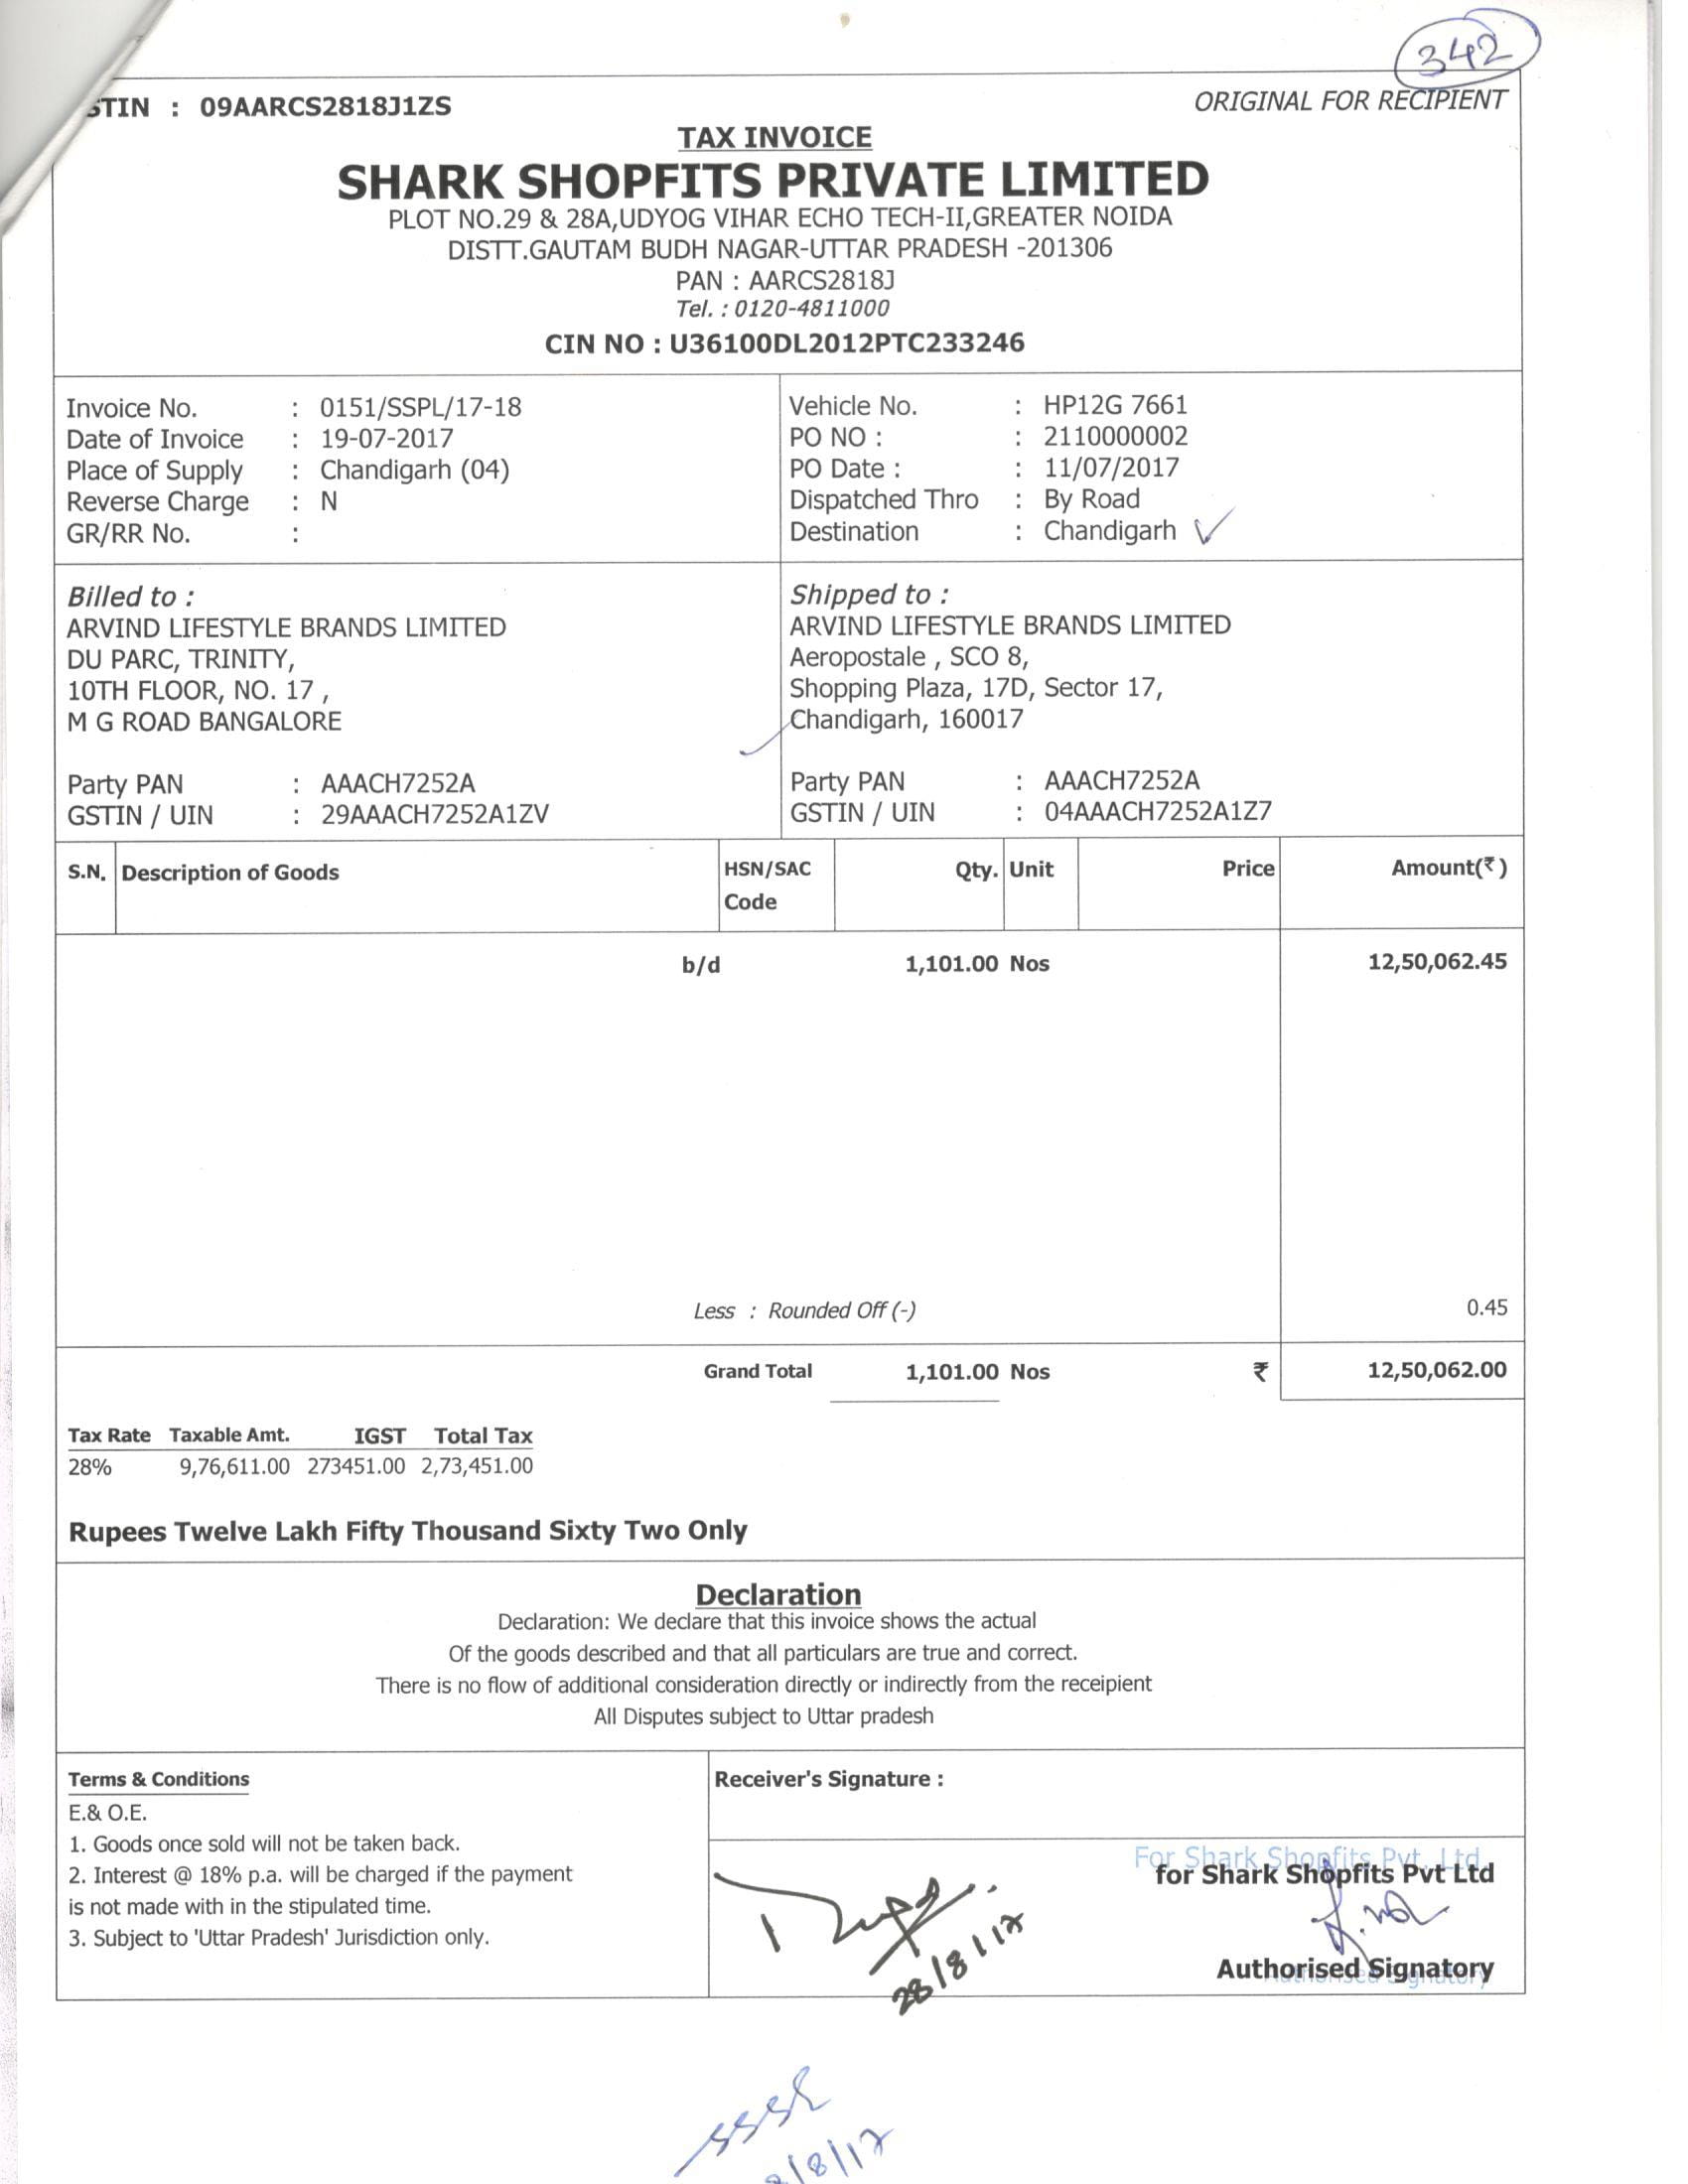 342
STIN : 09AARCS2818J1ZS
ORIGINAL FOR RECIPIENT
TAX INVOICE
SHARK SHOPFITS PRIVATE LIMITED
PLOT NO.29 & 28A,UDYOG VIHAR ECHO TECH-II,GREATER NOIDA
DISTT.GAUTAM BUDH NAGAR-UTTAR PRADESH -201306
PAN : AARCS2818J
Tel. : 0120-4811000
CIN NO : U36100DL2012PTC233246
Invoice No. : 0151/SSPL/17-18
Date of Invoice : 19-07-2017
Place of Supply : Chandigarh (04)
Reverse Charge : N
GR/RR No. :
Vehicle No. : HP12G 7661
PO NO : : 2110000002
PO Date : : 11/07/2017
Dispatched Thro : By Road
Destination : Chandigarh
Billed to :
ARVIND LIFESTYLE BRANDS LIMITED
DU PARC, TRINITY,
10TH FLOOR, NO. 17 ,
M G ROAD BANGALORE
Party PAN : AAACH7252A
GSTIN / UIN : 29AAACH7252A1ZV
Shipped to :
ARVIND LIFESTYLE BRANDS LIMITED
Aeropostale , SCO 8,
Shopping Plaza, 17D, Sector 17,
Chandigarh, 160017
Party PAN : AAACH7252A
GSTIN / UIN : 04AAACH7252A1Z7
S.N. Description of Goods HSN/SAC Code Qty. Unit Price Amount(₹)
b/d 1,101.00 Nos 12,50,062.45
Less : Rounded Off (-) 0.45
Grand Total 1,101.00 Nos ₹ 12,50,062.00
Tax Rate Taxable Amt. IGST Total Tax
28% 9,76,611.00 273451.00 2,73,451.00
Rupees Twelve Lakh Fifty Thousand Sixty Two Only
Declaration
Declaration: We declare that this invoice shows the actual
Of the goods described and that all particulars are true and correct.
There is no flow of additional consideration directly or indirectly from the receipient
All Disputes subject to Uttar pradesh
Terms & Conditions
E.& O.E.
1. Goods once sold will not be taken back.
2. Interest @ 18% p.a. will be charged if the payment
is not made with in the stipulated time.
3. Subject to 'Uttar Pradesh' Jurisdiction only.
Receiver's Signature :
For Shark Shopfits Pvt. Ltd.
for Shark Shopfits Pvt Ltd
28/8/17
Authorised Signatory
Authorised Signatory
/8/17